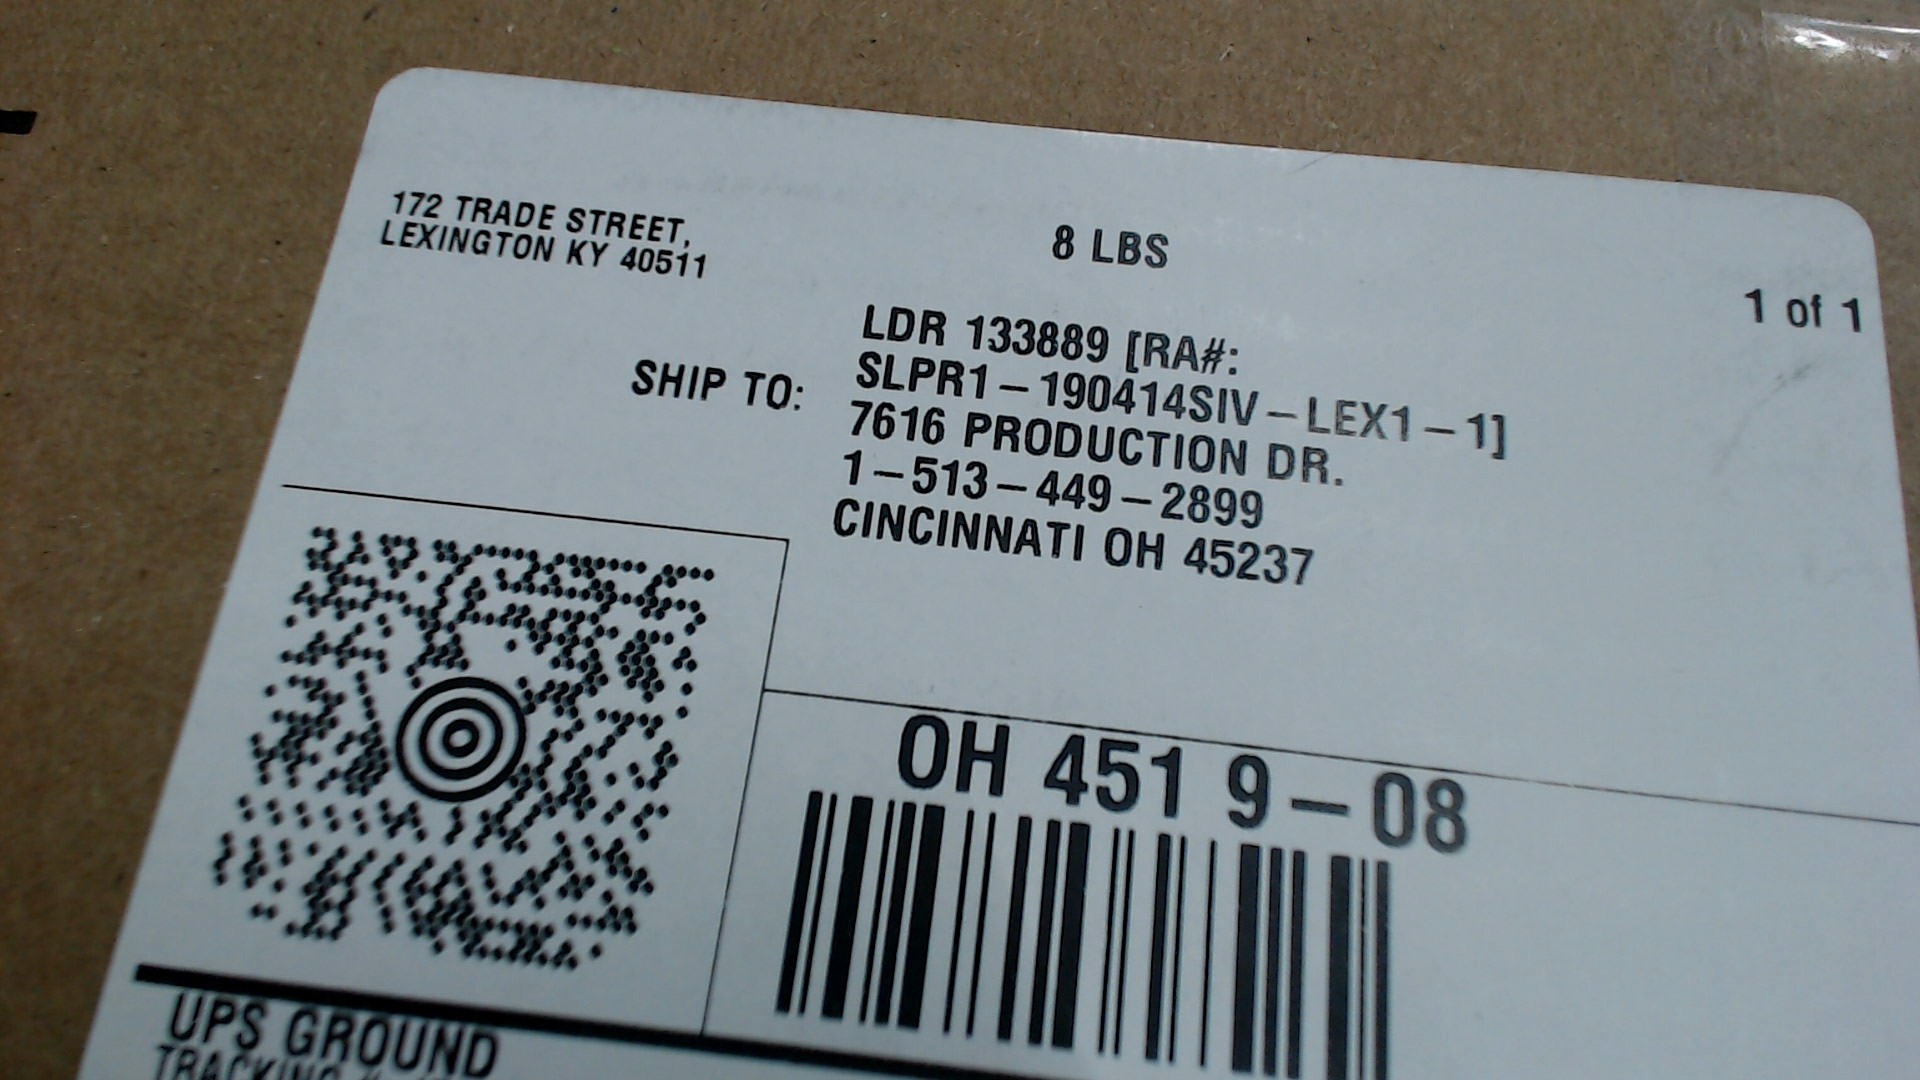 172 TRADE STREET,
LEXINGTON KY 40511
8 LBS
1 of 1
SHIP TO:
LDR 133889 [RA#:
SLPR1-190414SIV-LEX1-1]
7616 PRODUCTION DR.
1-513-449-2899
CINCINNATI OH 45237
OH 451 9-08
UPS GROUND
TRACKING